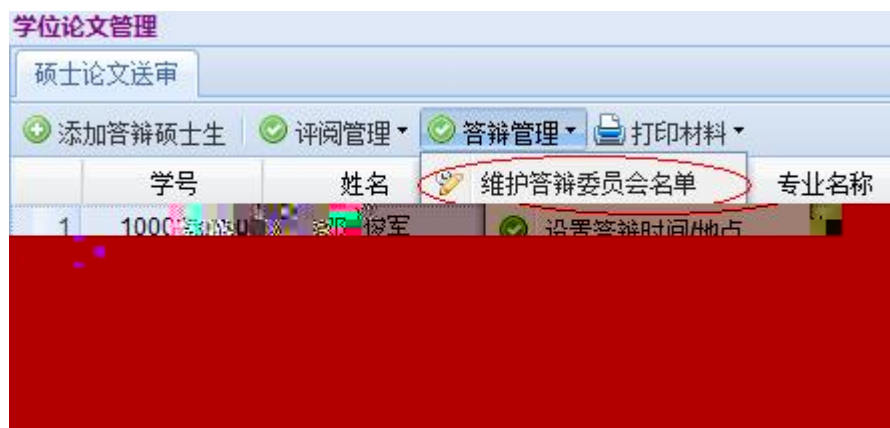 学位论文管理
硕士论文送审
添加答辩硕士生 评阅管理 答辩管理 打印材料
学号 姓名 维护答辩委员会名单 专业名称
1 1000 俊军 设置答辩时间/地点